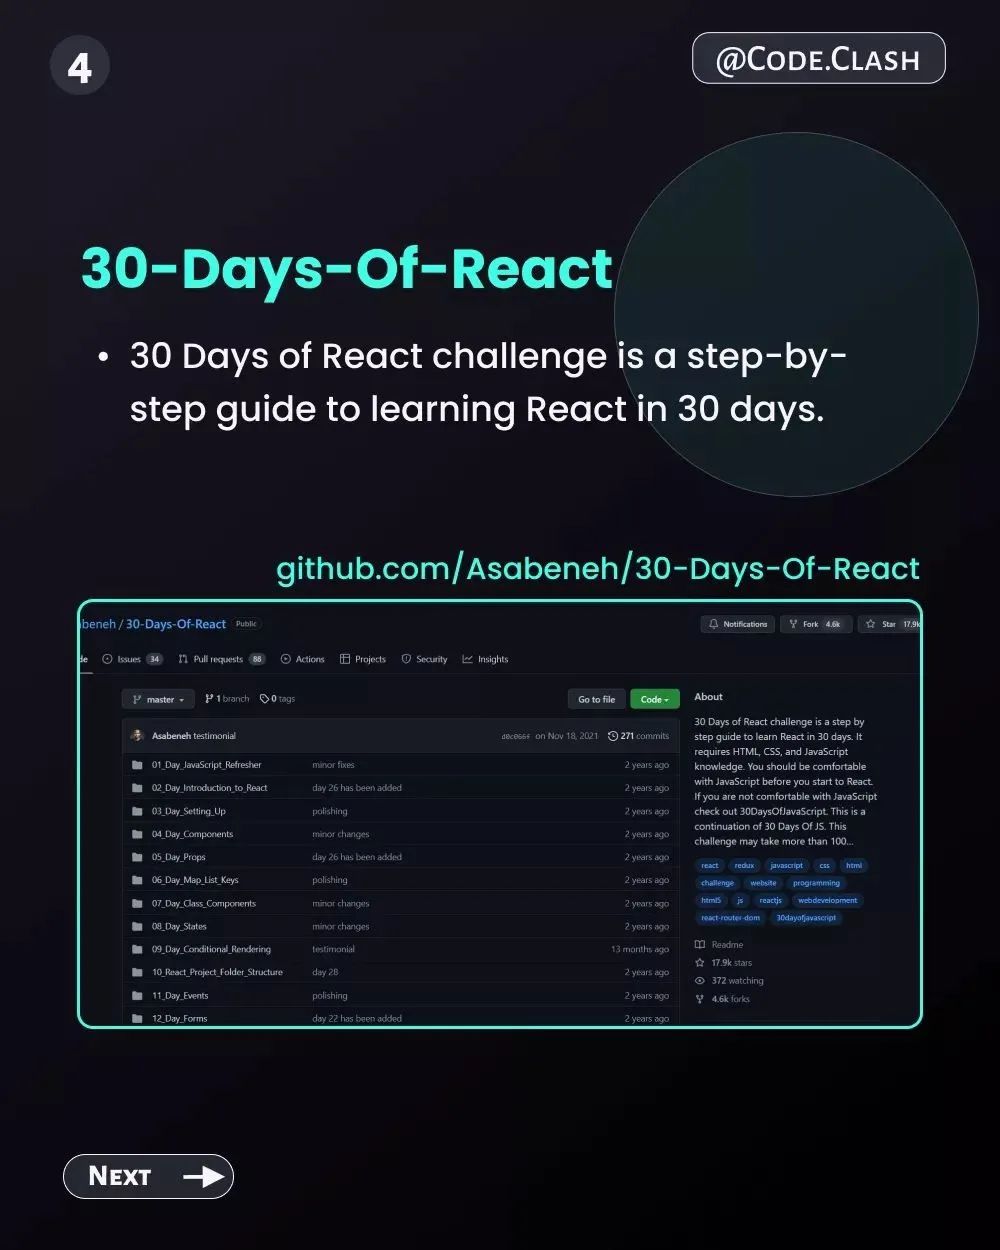 4
@CODE.CLASH
30-Days-Of-React
• 30 Days of React challenge is a step-by-
step guide to learning React in 30 days.
github.com/Asabeneh/30-Days-Of-React
abeneh / 30-Days-Of-React Public
Notifications Fork 4.6k Star 17.9k
de Issues 34 Pull requests 88 Actions Projects Security Insights
master 1 branch 0 tags Go to file Code
Asabeneh testimonial on Nov 18, 2021 271 commits
01_Day_JavaScript_Refresher minor fixes 2 years ago
02_Day_Introduction_to_React day 26 has been added 2 years ago
03_Day_Setting_Up polishing 2 years ago
04_Day_Components minor changes 2 years ago
05_Day_Props day 26 has been added 2 years ago
06_Day_Map_List_Keys polishing 2 years ago
07_Day_Class_Components minor changes 2 years ago
08_Day_States minor changes 2 years ago
09_Day_Conditional_Rendering testimonial 13 months ago
10_React_Project_Folder_Structure day 28 2 years ago
11_Day_Events polishing 2 years ago
12_Day_Forms day 22 has been added 2 years ago
About
30 Days of React challenge is a step by
step guide to learn React in 30 days. It
requires HTML, CSS, and JavaScript
knowledge. You should be comfortable
with JavaScript before you start to React.
If you are not comfortable with JavaScript
check out 30DaysOfJavaScript. This is a
continuation of 30 Days Of JS. This
challenge may take more than 100...
react redux javascript css html
challenge website programming
html5 js reactjs webdevelopment
react-router-dom 30dayofjavascript
Readme
17.9k stars
372 watching
4.6k forks
NEXT